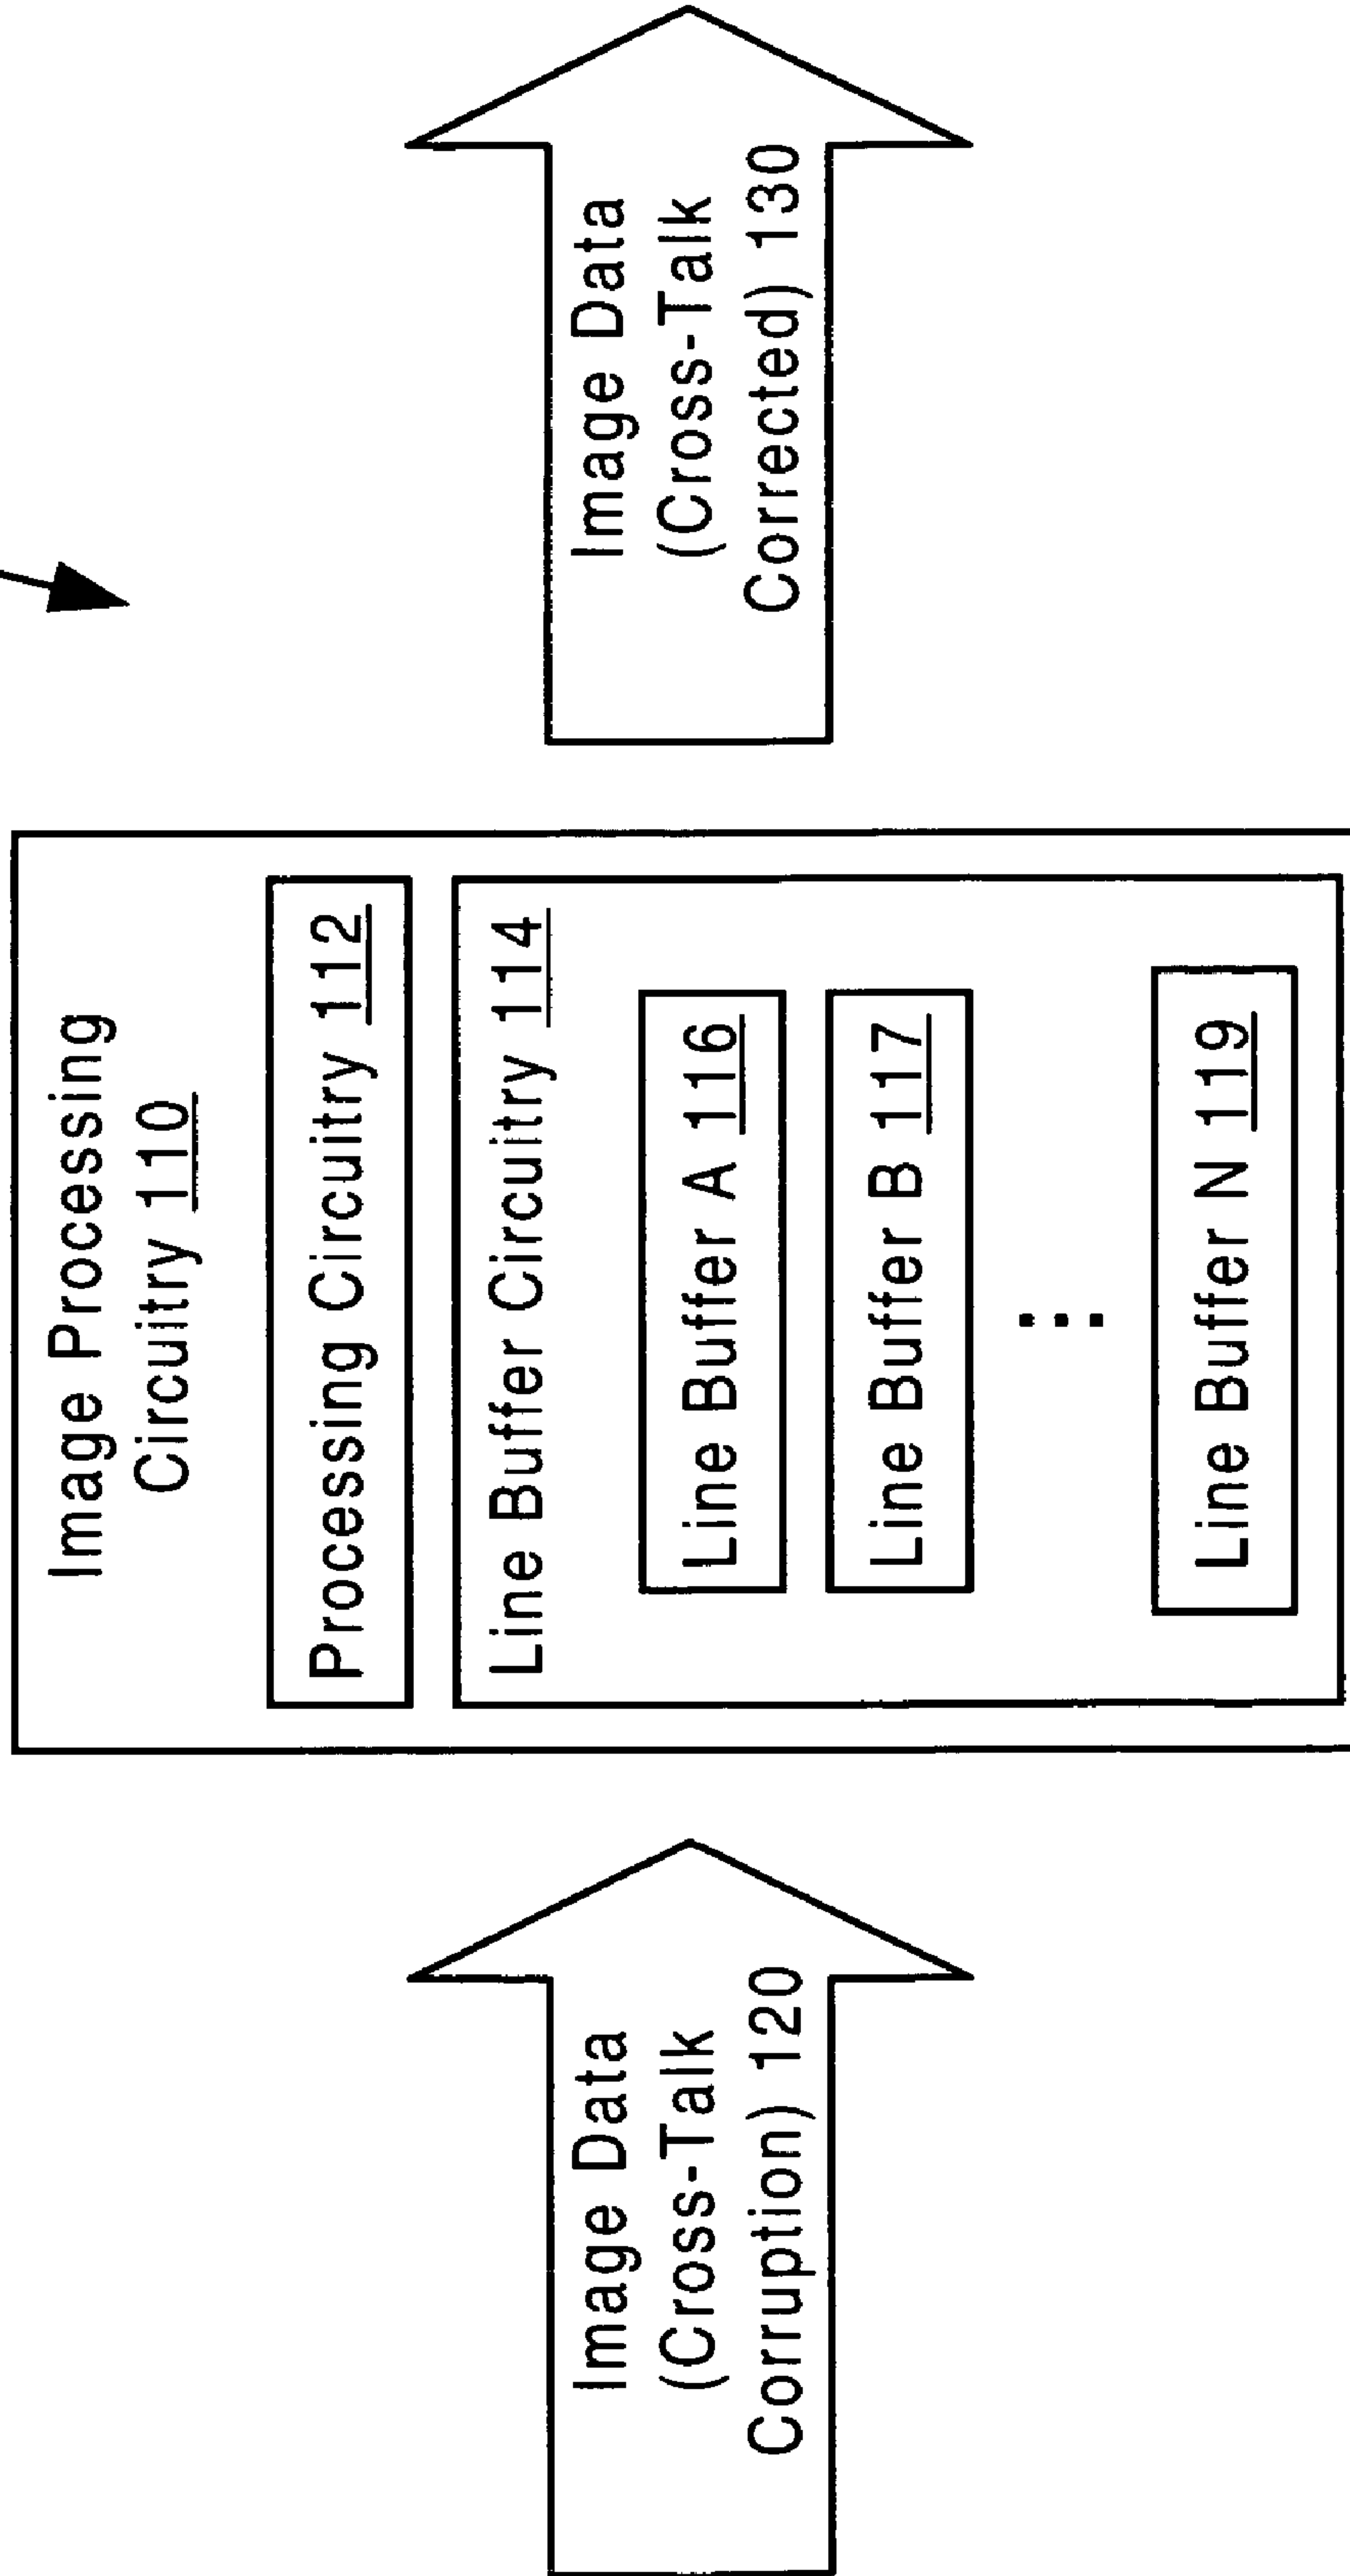 Image Data
(Cross-Talk
Corruption) 120
Image Processing
Circuitry 110
Processing Circuitry 112
Line Buffer Circuitry 114
Line Buffer A 116
Line Buffer B 117
⋮
Line Buffer N 119
Image Data
(Cross-Talk
Corrected) 130